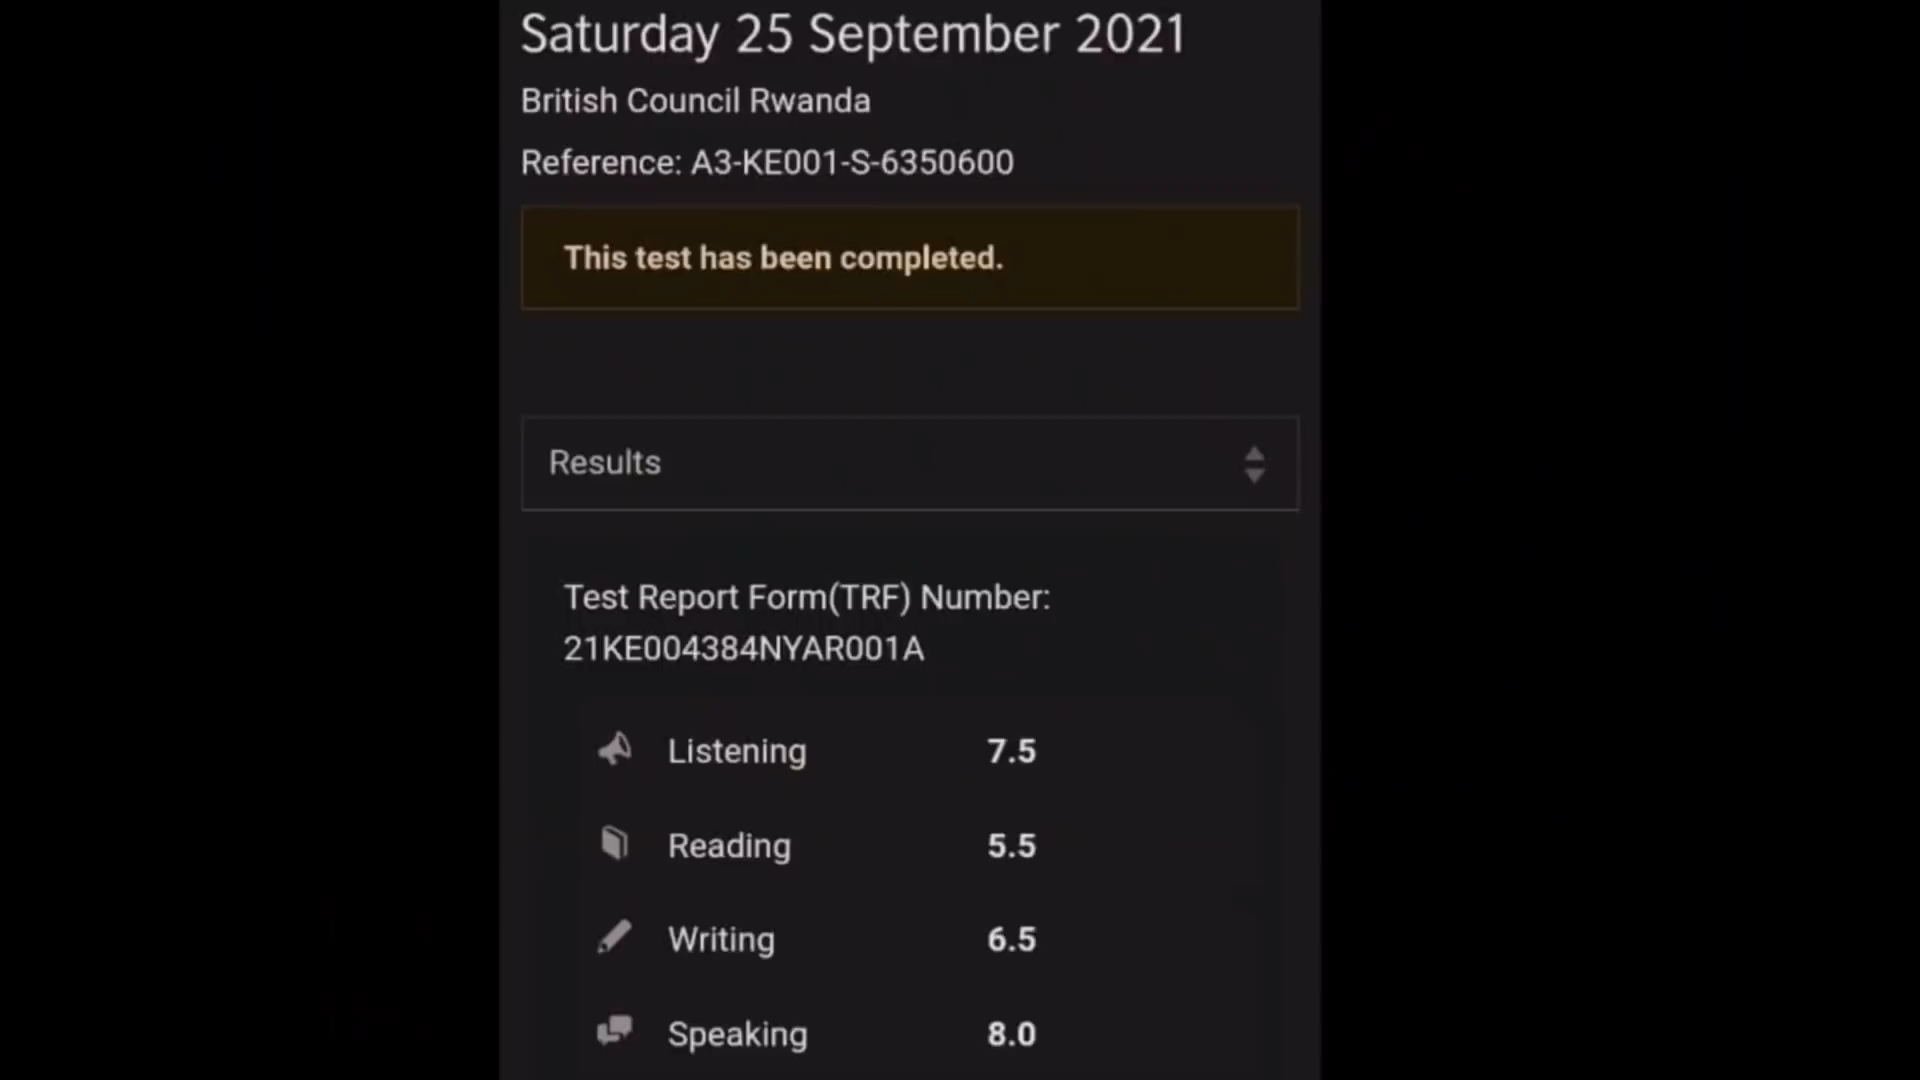 Saturday 25 September 2021
British Council Rwanda
Reference: A3-KE001-S-6350600
This test has been completed.
Results
Test Report Form(TRF) Number:
21KE004384NYAR001A
Listening 7.5
Reading 5.5
Writing 6.5
Speaking 8.0